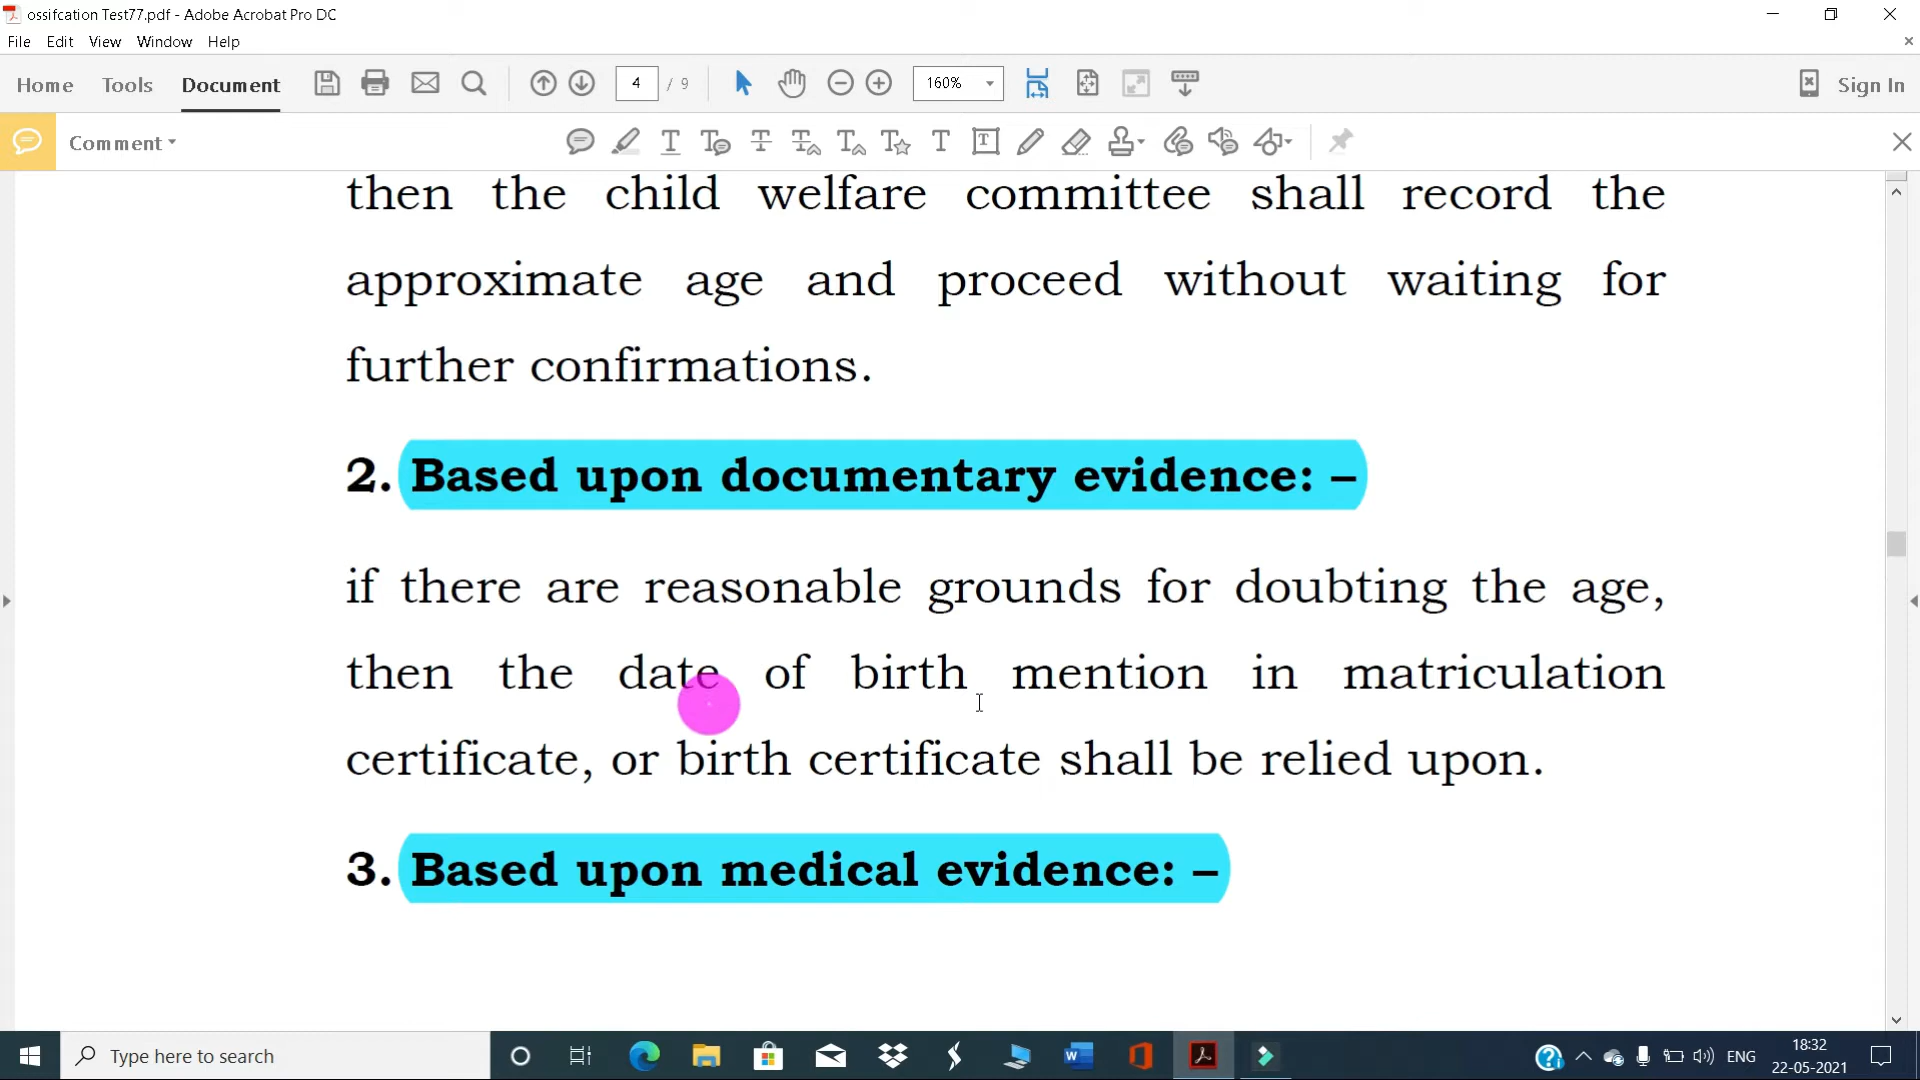 ossifcation Test77.pdf - Adobe Acrobat Pro DC
File Edit View Window Help
Home Tools Document 4 / 9 160% Sign In
Comment
then the child welfare committee shall record the
approximate age and proceed without waiting for
further confirmations.
2. Based upon documentary evidence: –
if there are reasonable grounds for doubting the age,
then the date of birth mention in matriculation
certificate, or birth certificate shall be relied upon.
3. Based upon medical evidence: –
Type here to search
ENG
18:32
22-05-2021